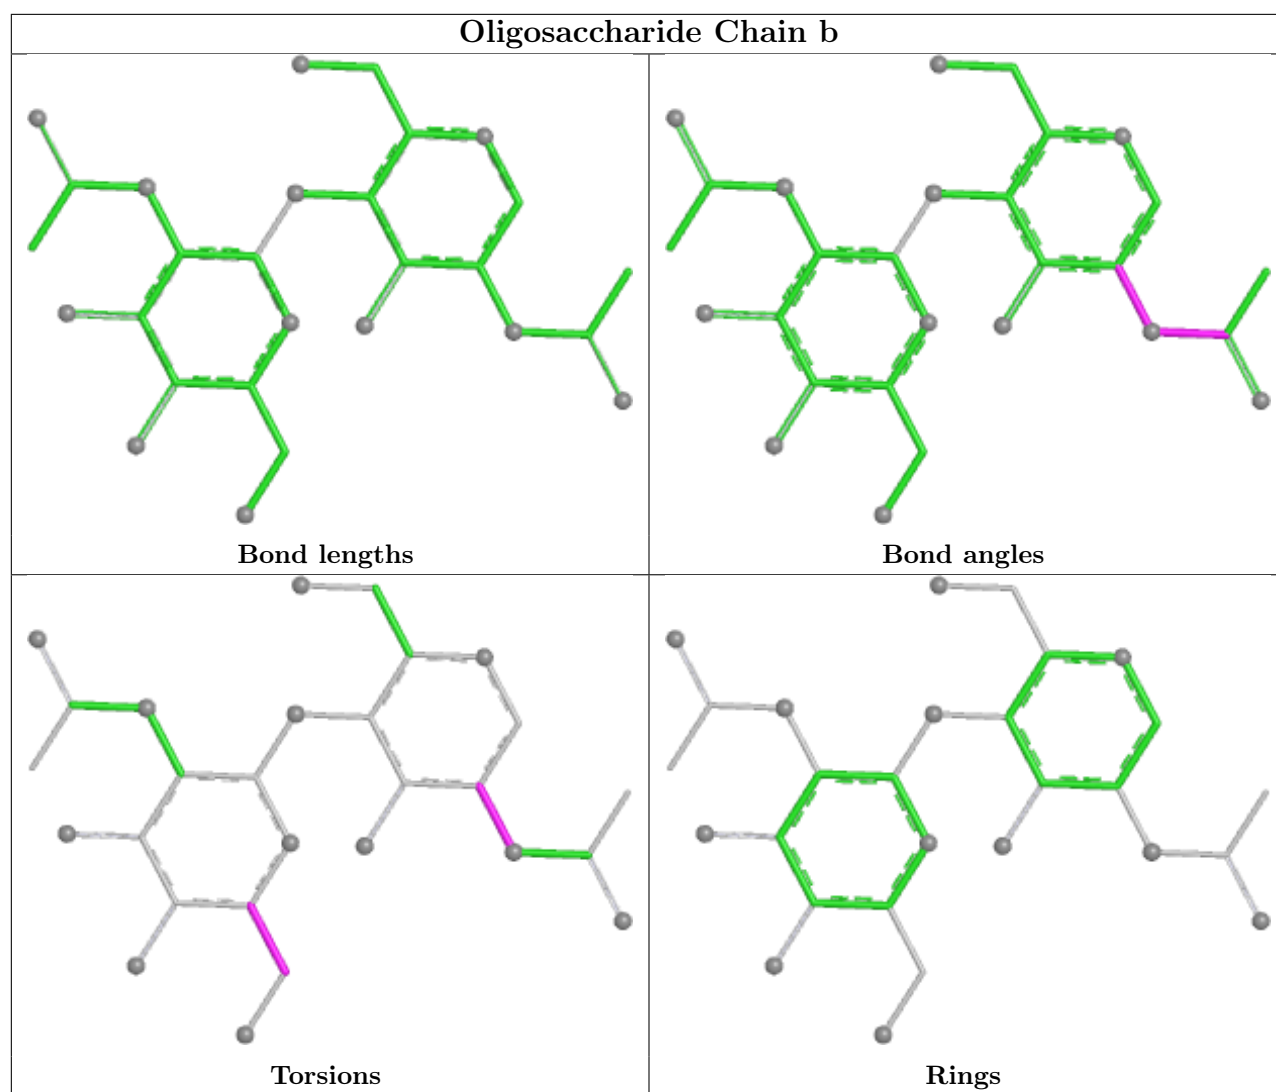 Oligosaccharide Chain b
Bond lengths
Bond angles
Torsions
Rings